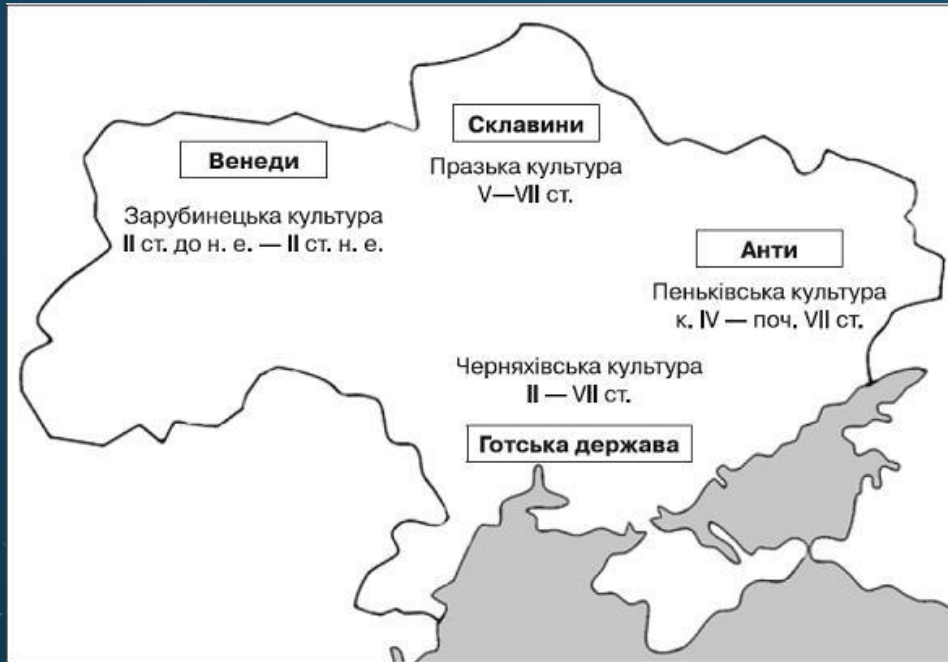 Склавини
Празька культура
V—VII ст.
Венеди
Зарубинецька культура
II ст. до н. е. — II ст. н. е.
Анти
Пеньківська культура
к. IV — поч. VII ст.
Черняхівська культура
II — VII ст.
Готська держава